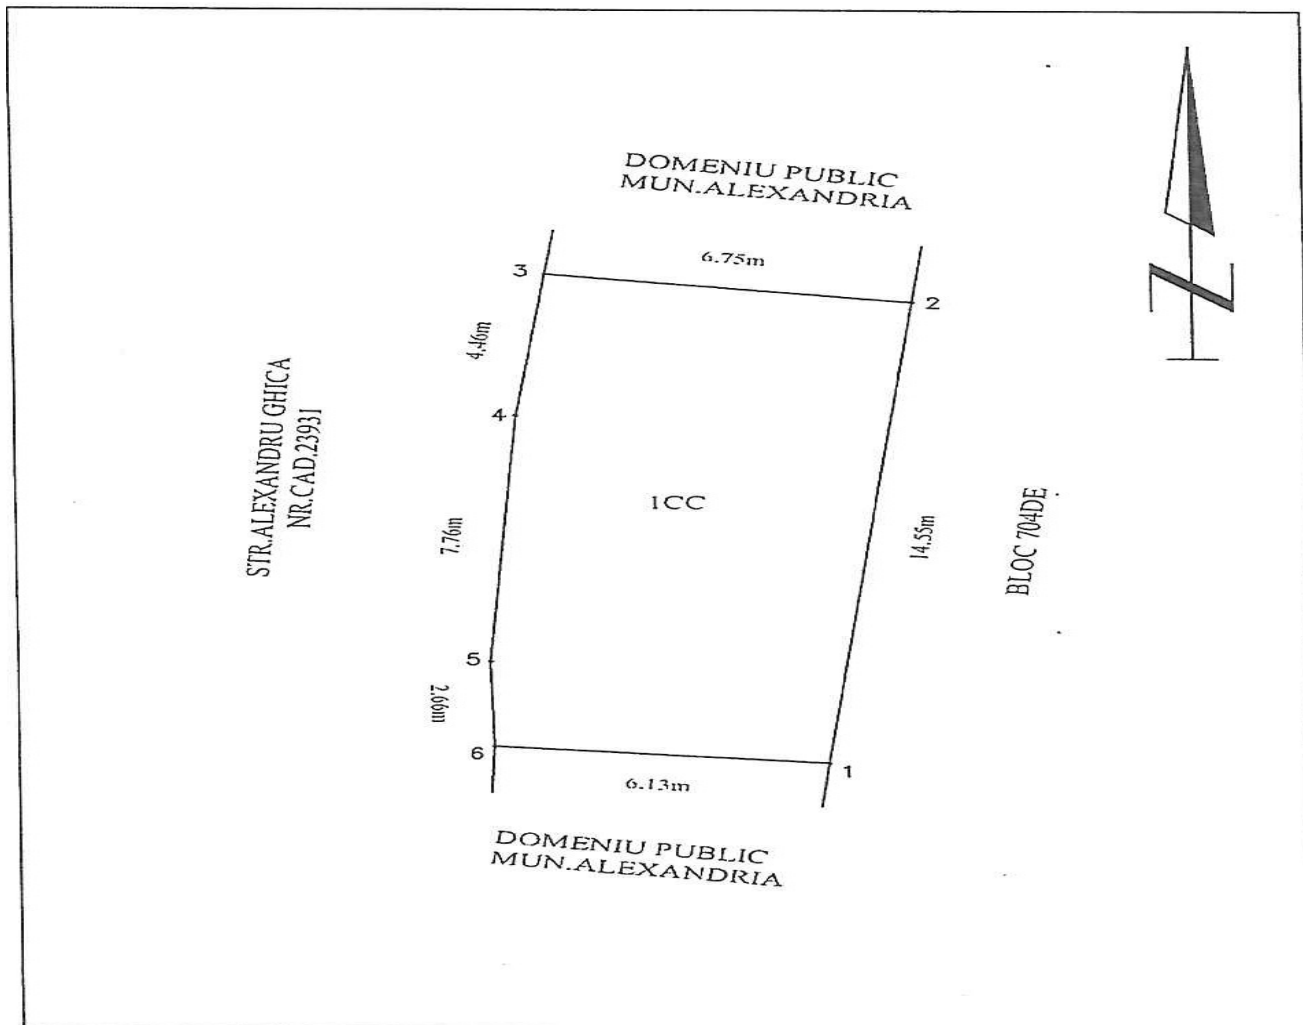 DOMENIU PUBLIC
MUN.ALEXANDRIA
6.75m
3
2
4.46m
STR.ALEXANDRU GHICA
NR.CAD.23931
4
1CC
7.76m
14.55m
BLOC 704DE
5
2.66m
6
1
6.13m
DOMENIU PUBLIC
MUN.ALEXANDRIA
N